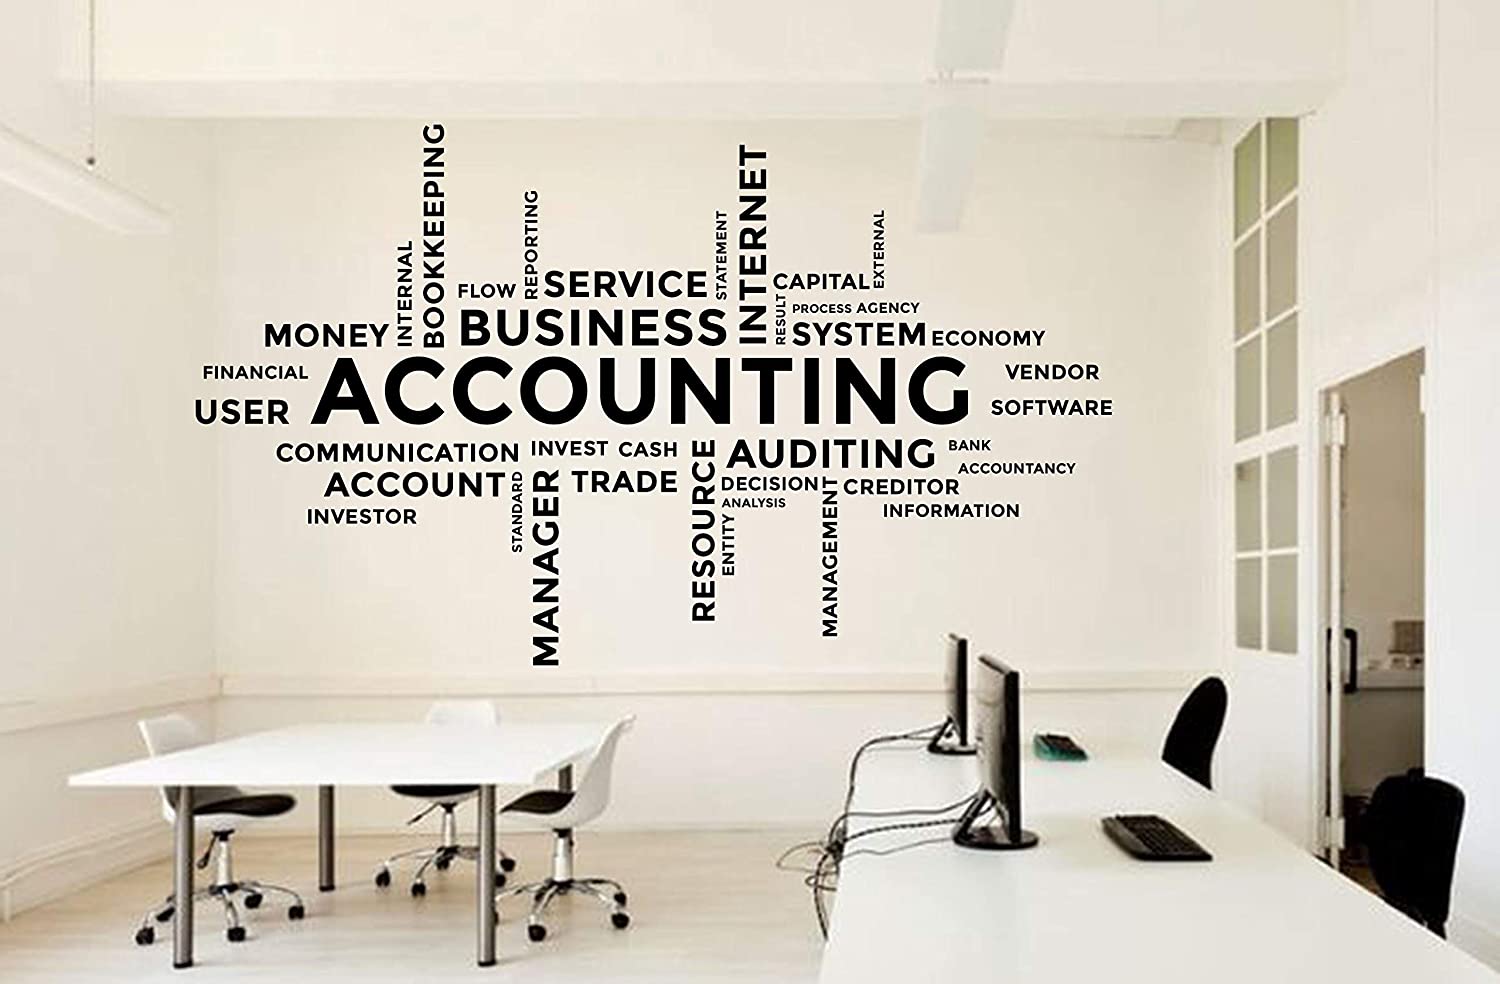 BOOKKEEPING
INTERNAL
FLOW
REPORTING
SERVICE
STATEMENT
INTERNET
CAPITAL
EXTERNAL
MONEY
BUSINESS
RESULT
PROCESS AGENCY
SYSTEM
ECONOMY
FINANCIAL
USER
ACCOUNTING
VENDOR
SOFTWARE
COMMUNICATION
INVEST
CASH
AUDITING
BANK
ACCOUNTANCY
ACCOUNT
STANDARD
MANAGER
TRADE
RESOURCE
DECISION
ANALYSIS
ENTITY
MANAGEMENT
CREDITOR
INVESTOR
INFORMATION